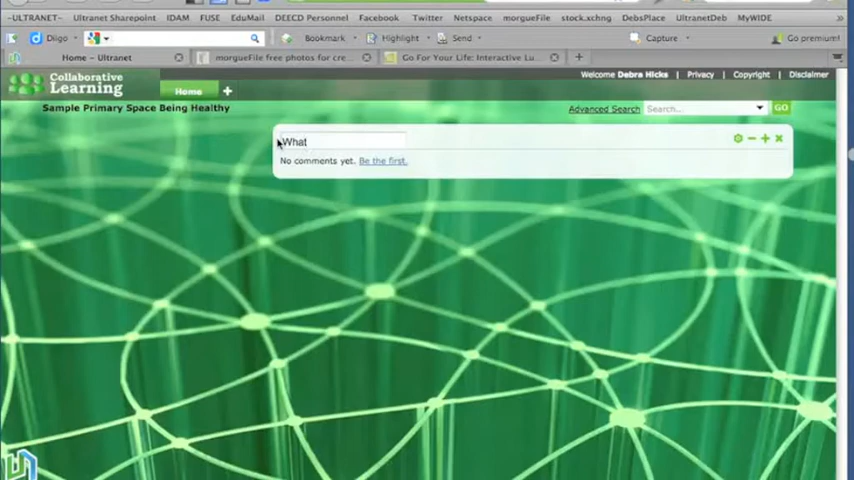 -ULTRANET- Ultranet Sharepoint IDAM FUSE EduMail DEECD Personnel Facebook Twitter Netspace morgueFile stock.xchng DebsPlace UltranetDeb MyWIDE
Diigo Bookmark Highlight Send Capture Go premium!
Home - Ultranet morgueFile free photos for cre... Go For Your Life: Interactive Lu...
Collaborative Learning Home Welcome Debra Hicks | Privacy | Copyright | Disclaimer
Sample Primary Space Being Healthy Advanced Search Search... GO
What
No comments yet. Be the first.